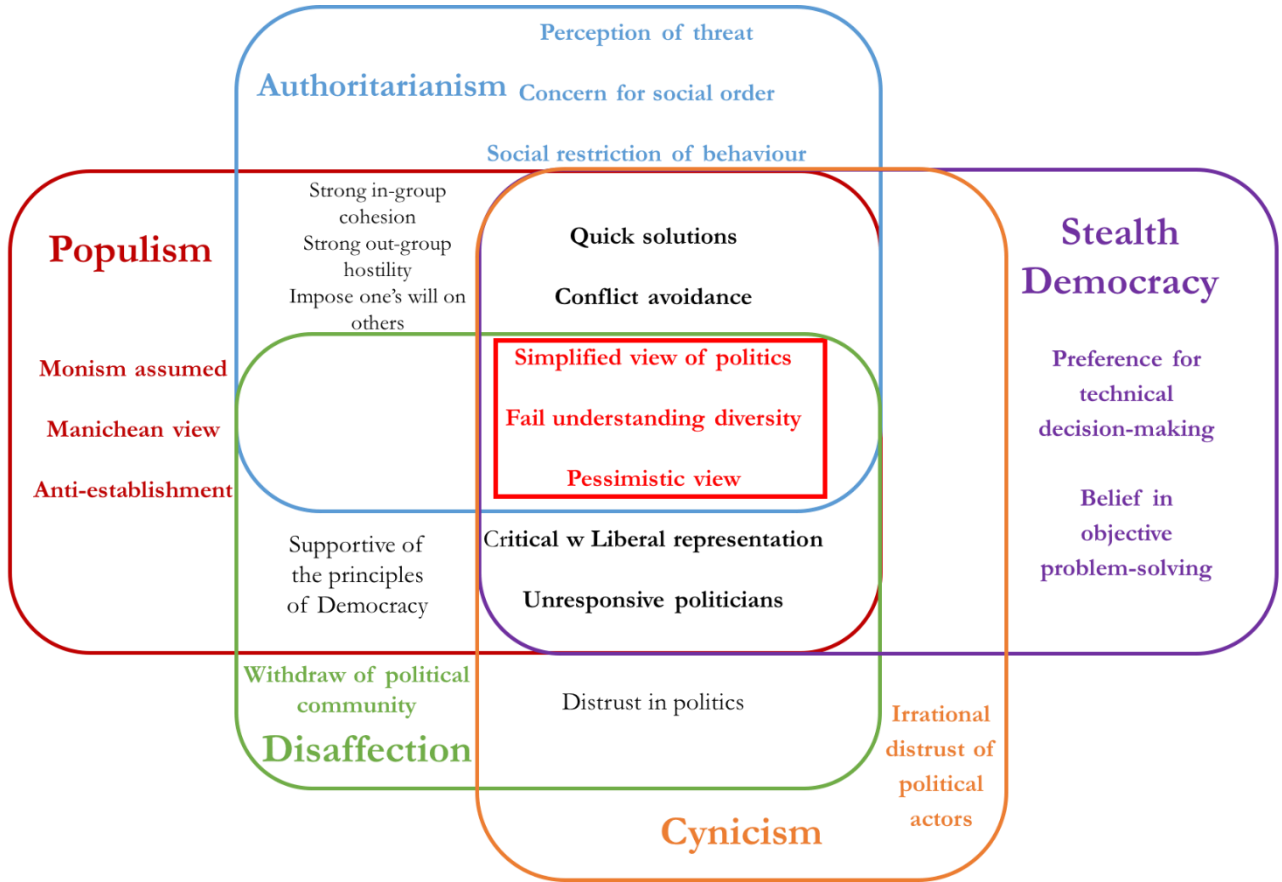 Perception of threat
Authoritarianism
Concern for social order
Social restriction of behaviour
Strong in-group
cohesion
Strong out-group
hostility
Impose one's will on
others
Quick solutions
Conflict avoidance
Populism
Monism assumed
Manichean view
Anti-establishment
Stealth
Democracy
Preference for
technical
decision-making
Belief in
objective
problem-solving
Simplified view of politics
Fail understanding diversity
Pessimistic view
Supportive of
the principles
of Democracy
Critical w Liberal representation
Unresponsive politicians
Withdraw of political
community
Disaffection
Distrust in politics
Irrational
distrust of
political
actors
Cynicism